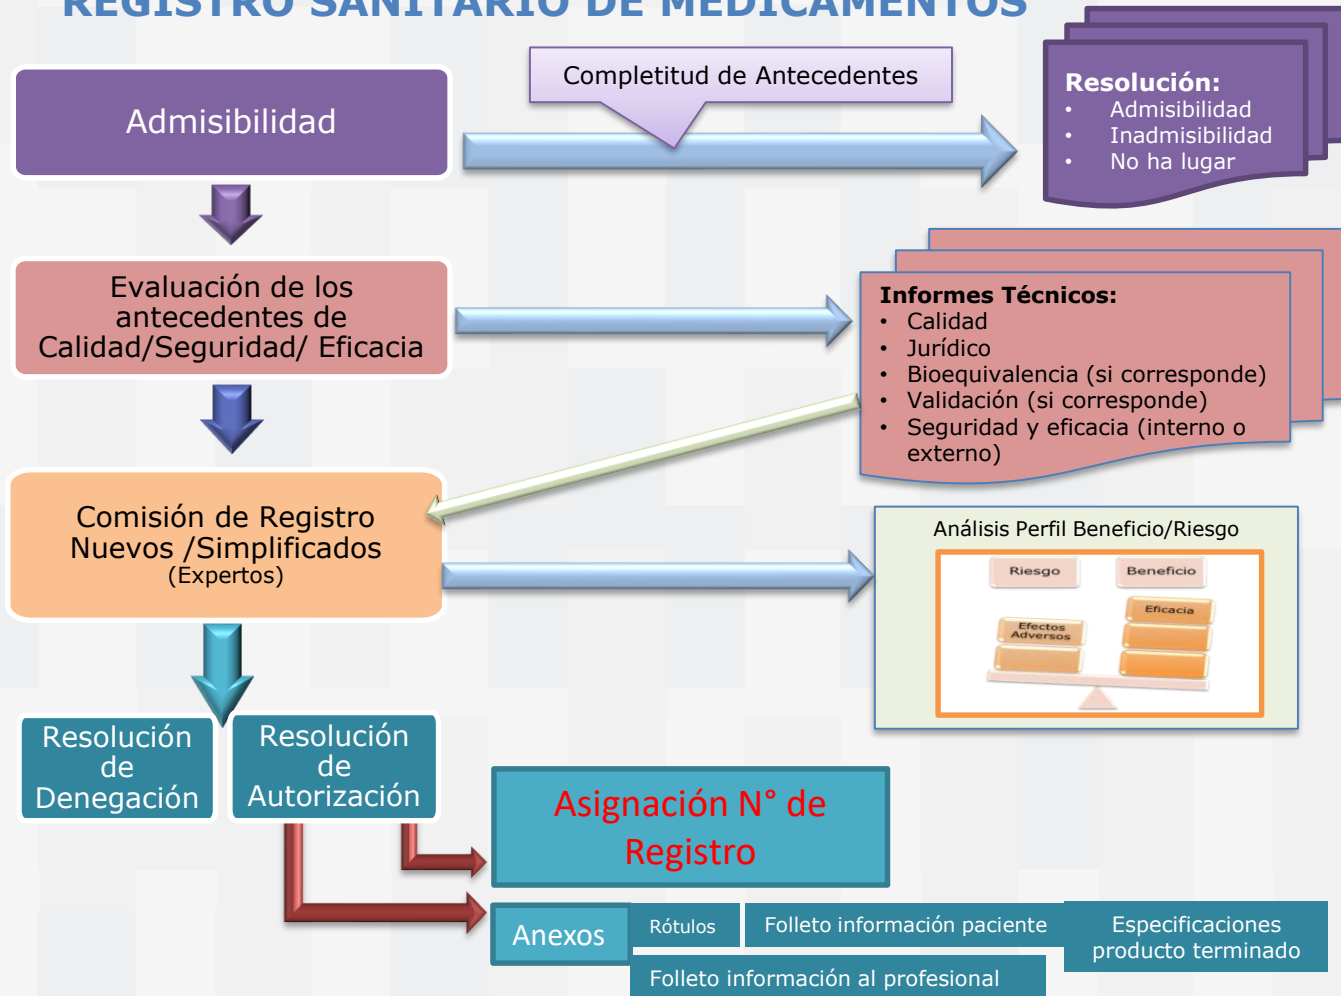 REGISTRO SANITARIO DE MEDICAMENTOS
Admisibilidad
Completitud de Antecedentes
Resolución:
• Admisibilidad
• Inadmisibilidad
• No ha lugar
Evaluación de los
antecedentes de
Calidad/Seguridad/ Eficacia
Informes Técnicos:
• Calidad
• Jurídico
• Bioequivalencia (si corresponde)
• Validación (si corresponde)
• Seguridad y eficacia (interno o
externo)
Comisión de Registro
Nuevos /Simplificados
(Expertos)
Análisis Perfil Beneficio/Riesgo
Riesgo
Beneficio
Eficacia
Efectos
Adversos
Resolución
de
Denegación
Resolución
de
Autorización
Asignación N° de
Registro
Anexos
Rótulos
Folleto información paciente
Especificaciones
producto terminado
Folleto información al profesional